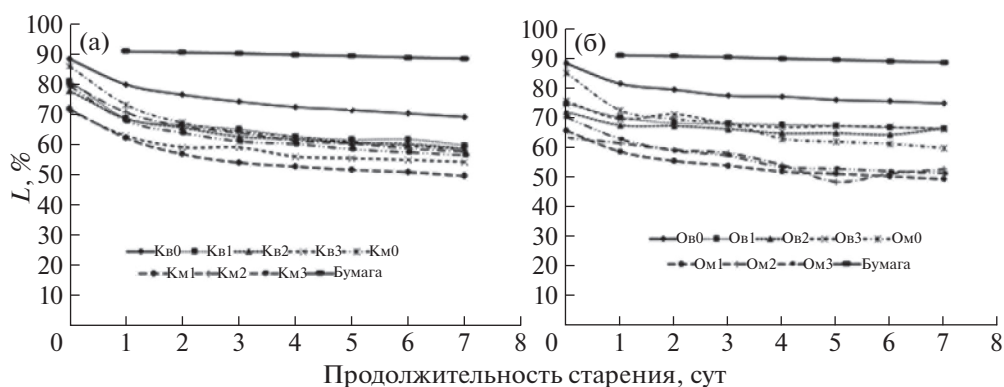 100
90
80
70
60
50
40
30
20
10
0
L, %
(а)
Кв0 Кв1 Кв2 Кв3 Км0
Км1 Км2 Км3 Бумага
1 2 3 4 5 6 7 8
100
90
80
70
60
50
40
30
20
10
0
(б)
Ов0 Ов1 Ов2 Ов3 Ом0
Ом1 Ом2 Ом3 Бумага
1 2 3 4 5 6 7 8
Продолжительность старения, сут